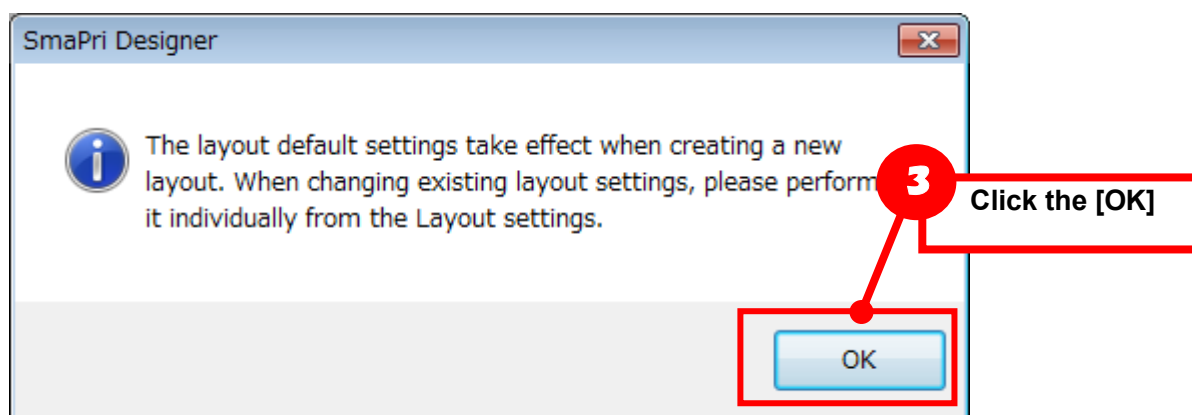 SmaPri Designer
The layout default settings take effect when creating a new
layout. When changing existing layout settings, please perform
it individually from the Layout settings.
3
Click the [OK]
OK